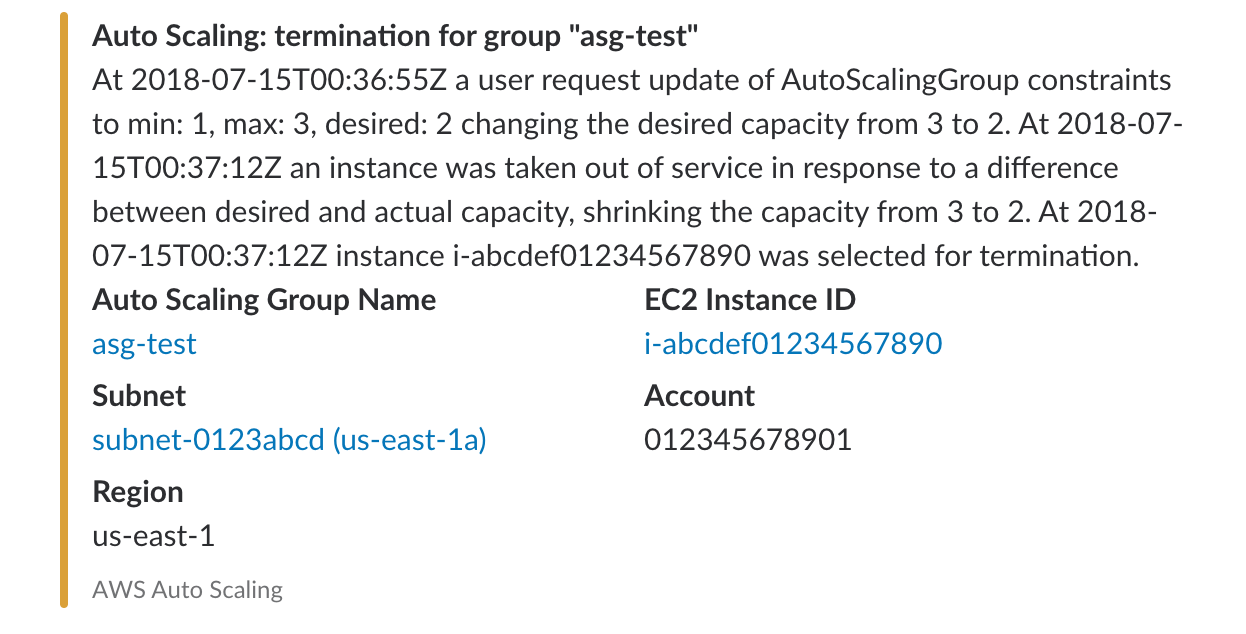 Auto Scaling: termination for group "asg-test"
At 2018-07-15T00:36:55Z a user request update of AutoScalingGroup constraints
to min: 1, max: 3, desired: 2 changing the desired capacity from 3 to 2. At 2018-07-
15T00:37:12Z an instance was taken out of service in response to a difference
between desired and actual capacity, shrinking the capacity from 3 to 2. At 2018-
07-15T00:37:12Z instance i-abcdef01234567890 was selected for termination.
Auto Scaling Group Name EC2 Instance ID
asg-test i-abcdef01234567890
Subnet Account
subnet-0123abcd (us-east-1a) 012345678901
Region
us-east-1
AWS Auto Scaling